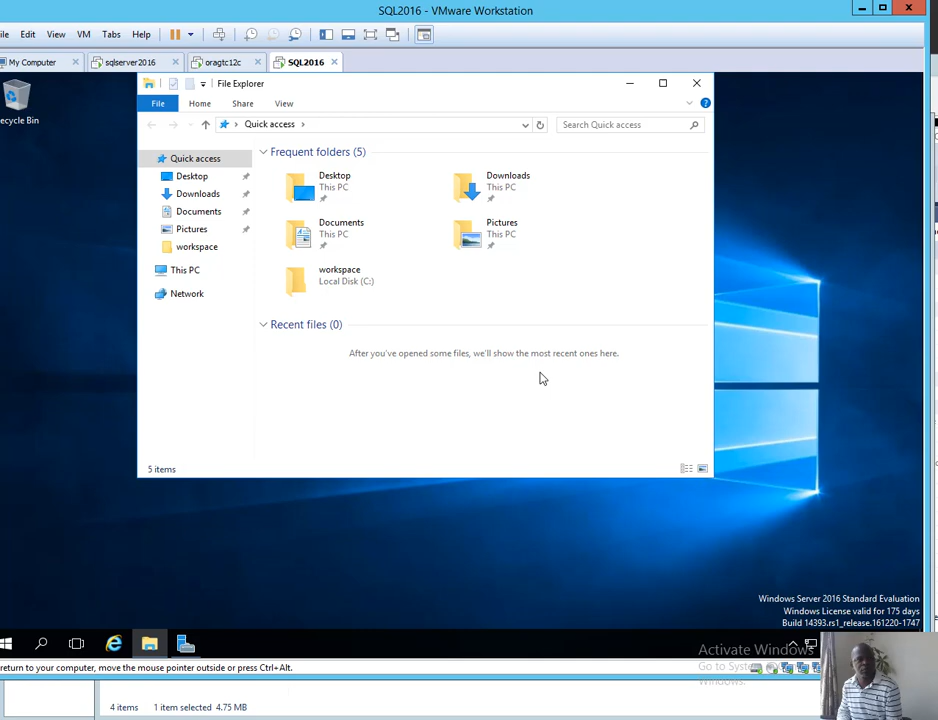 SQL2016 - VMware Workstation
ile Edit View VM Tabs Help
My Computer sqlserver2016 oragtc12c SQL2016
File Explorer
File Home Share View
Quick access
Search Quick access
Quick access
Desktop
Downloads
Documents
Pictures
workspace
This PC
Network
Frequent folders (5)
Desktop
This PC
Downloads
This PC
Documents
This PC
Pictures
This PC
workspace
Local Disk (C:)
Recent files (0)
After you've opened some files, we'll show the most recent ones here.
5 items
ecycle Bin
Windows Server 2016 Standard Evaluation
Windows License valid for 175 days
Build 14393.rs1_release.161220-1747
Activate Windows
Go to Syste
Windows.
return to your computer, move the mouse pointer outside or press Ctrl+Alt.
4 items 1 item selected 4.75 MB